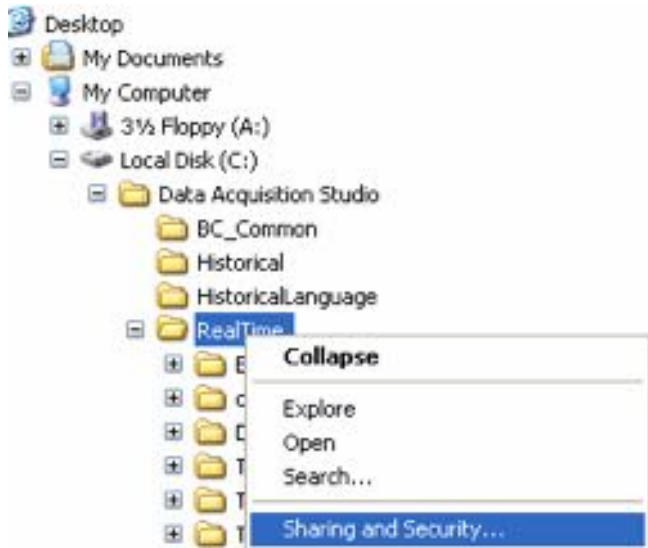 Desktop
My Documents
My Computer
3½ Floppy (A:)
Local Disk (C:)
Data Acquisition Studio
BC_Common
Historical
HistoricalLanguage
RealTime
Collapse
Explore
Open
Search...
Sharing and Security...